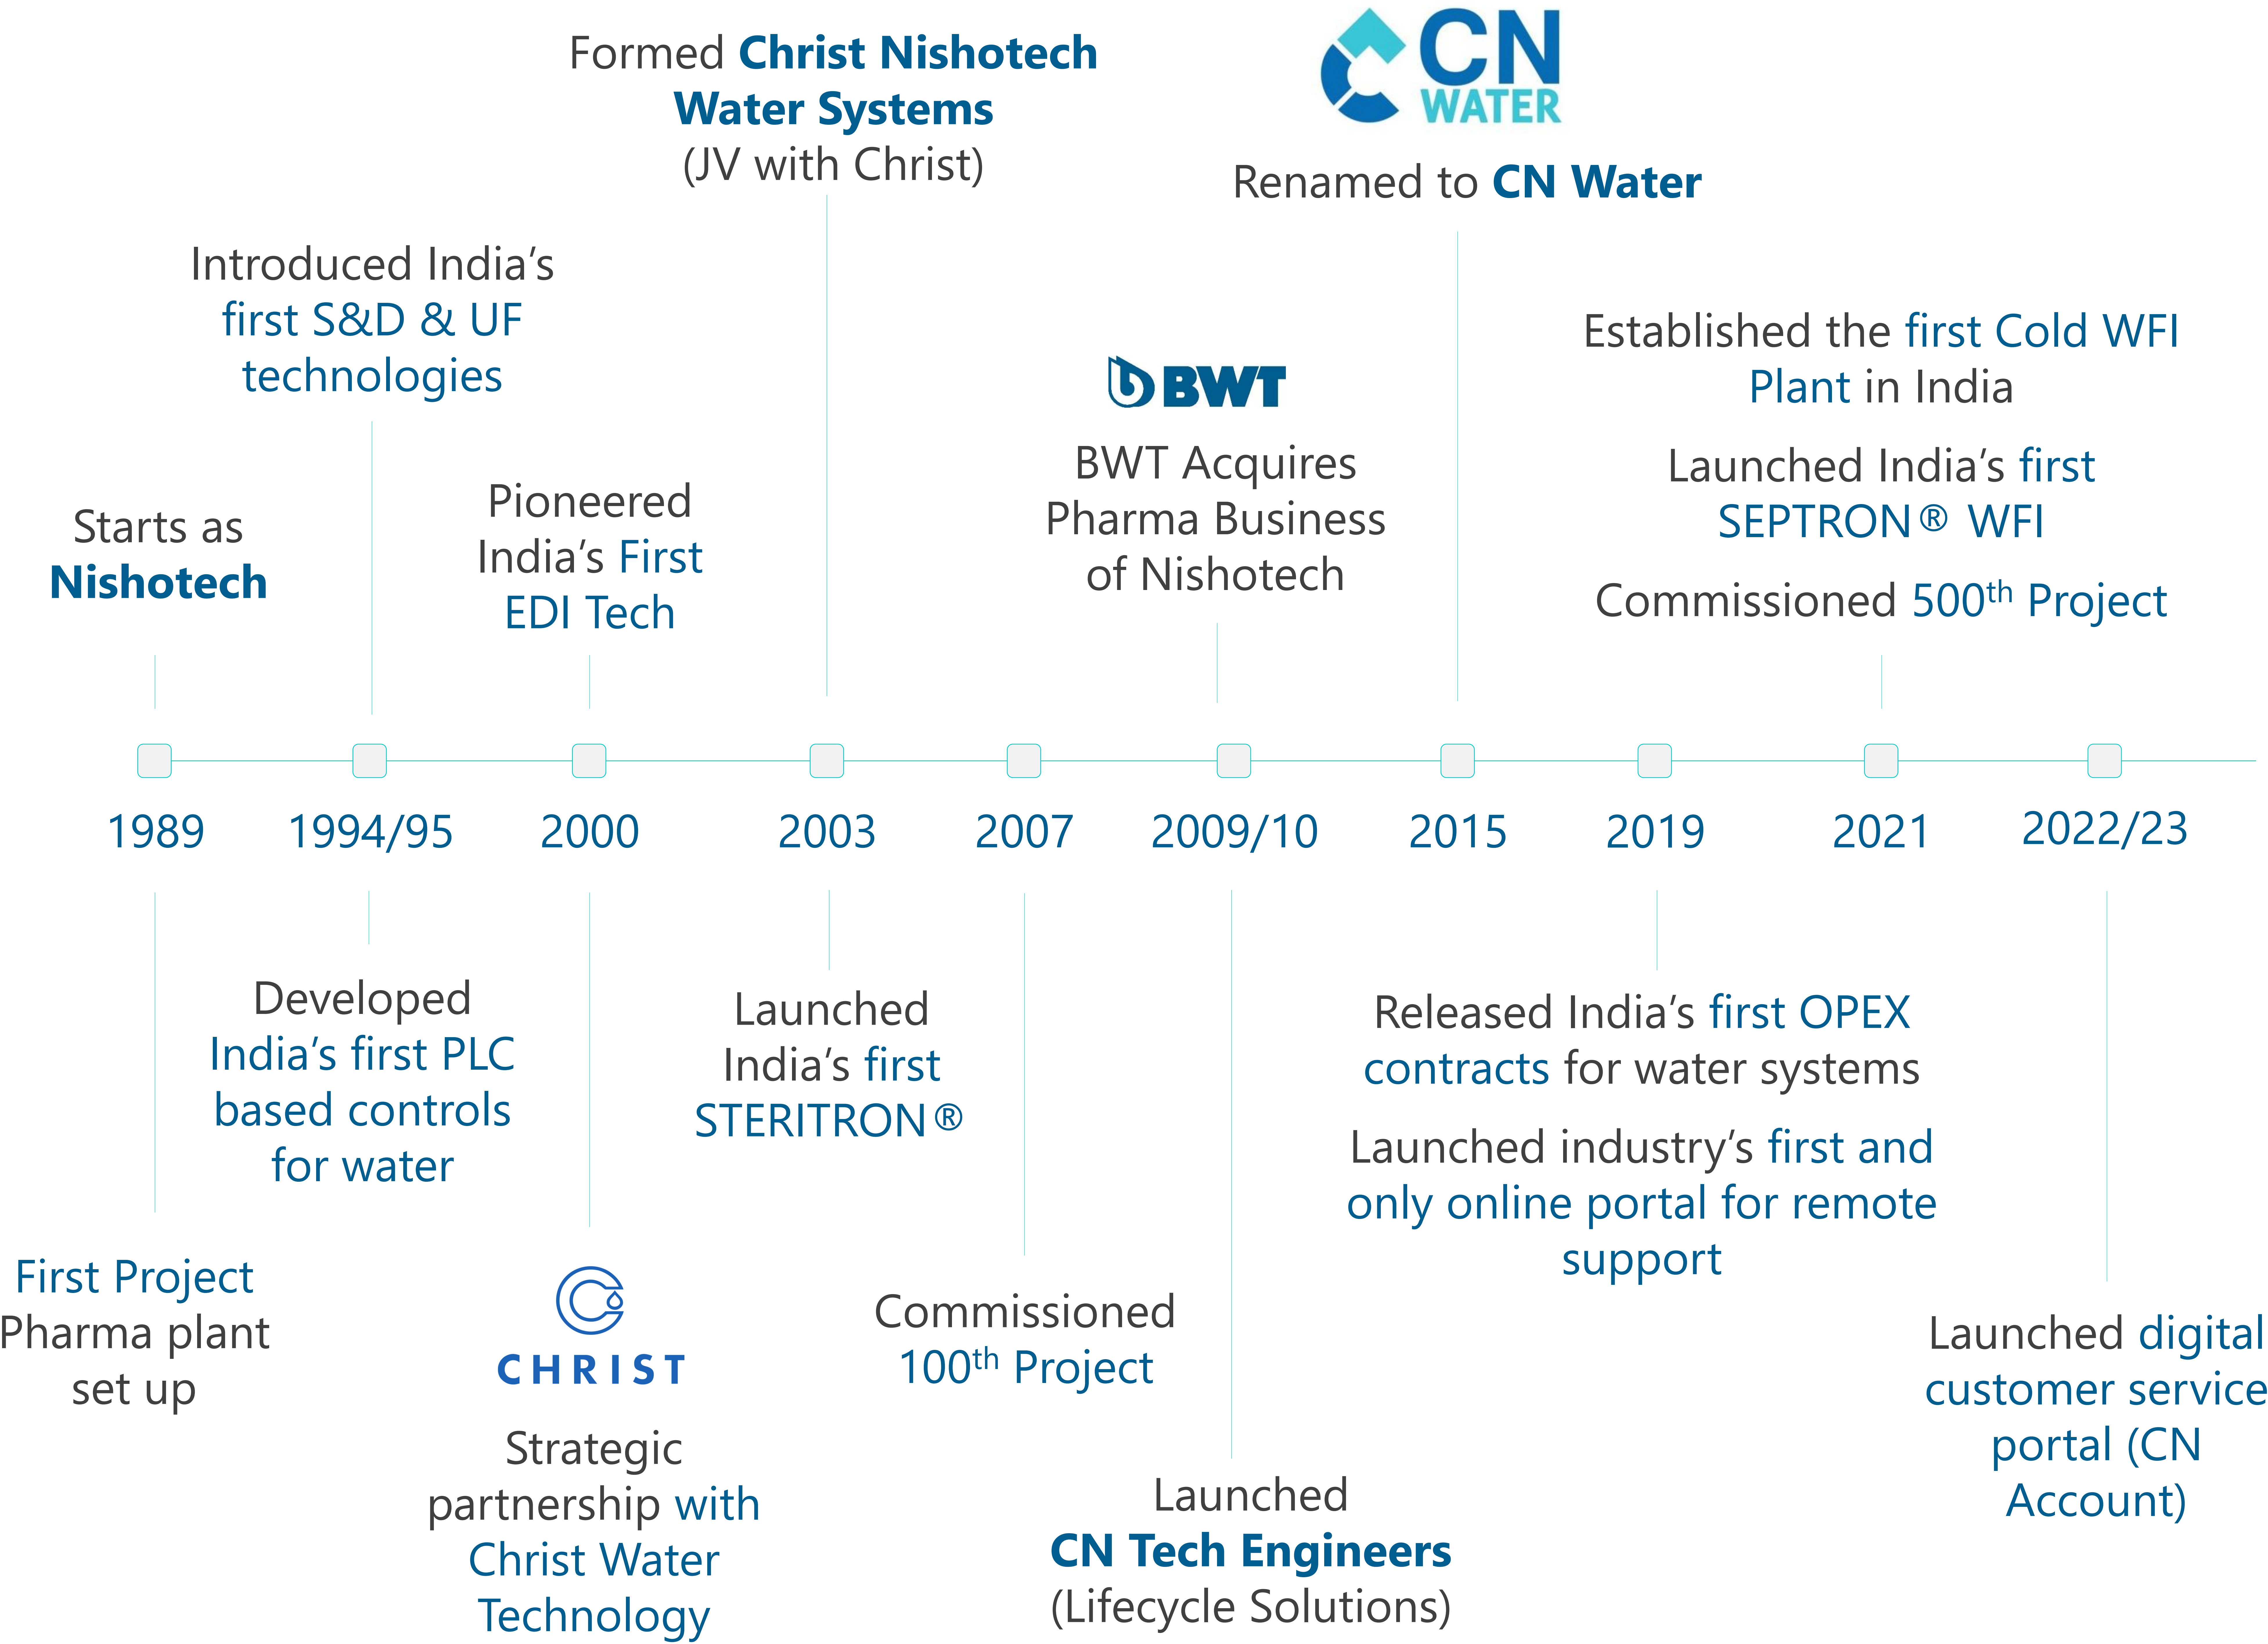 Formed Christ Nishotech
Water Systems
(JV with Christ)
CN
WATER
Renamed to CN Water
Introduced India's
first S&D & UF
technologies
Established the first Cold WFI
Plant in India
Launched India's first
SEPTRON® WFI
Commissioned 500th Project
BWT
BWT Acquires
Pharma Business
of Nishotech
Pioneered
India's First
EDI Tech
Starts as
Nishotech
1989
1994/95
2000
2003
2007
2009/10
2015
2019
2021
2022/23
First Project
Pharma plant
set up
Developed
India's first PLC
based controls
for water
CHRIST
Strategic
partnership with
Christ Water
Technology
Launched
India's first
STERITRON®
Commissioned
100th Project
Launched
CN Tech Engineers
(Lifecycle Solutions)
Released India's first OPEX
contracts for water systems
Launched industry's first and
only online portal for remote
support
Launched digital
customer service
portal (CN
Account)